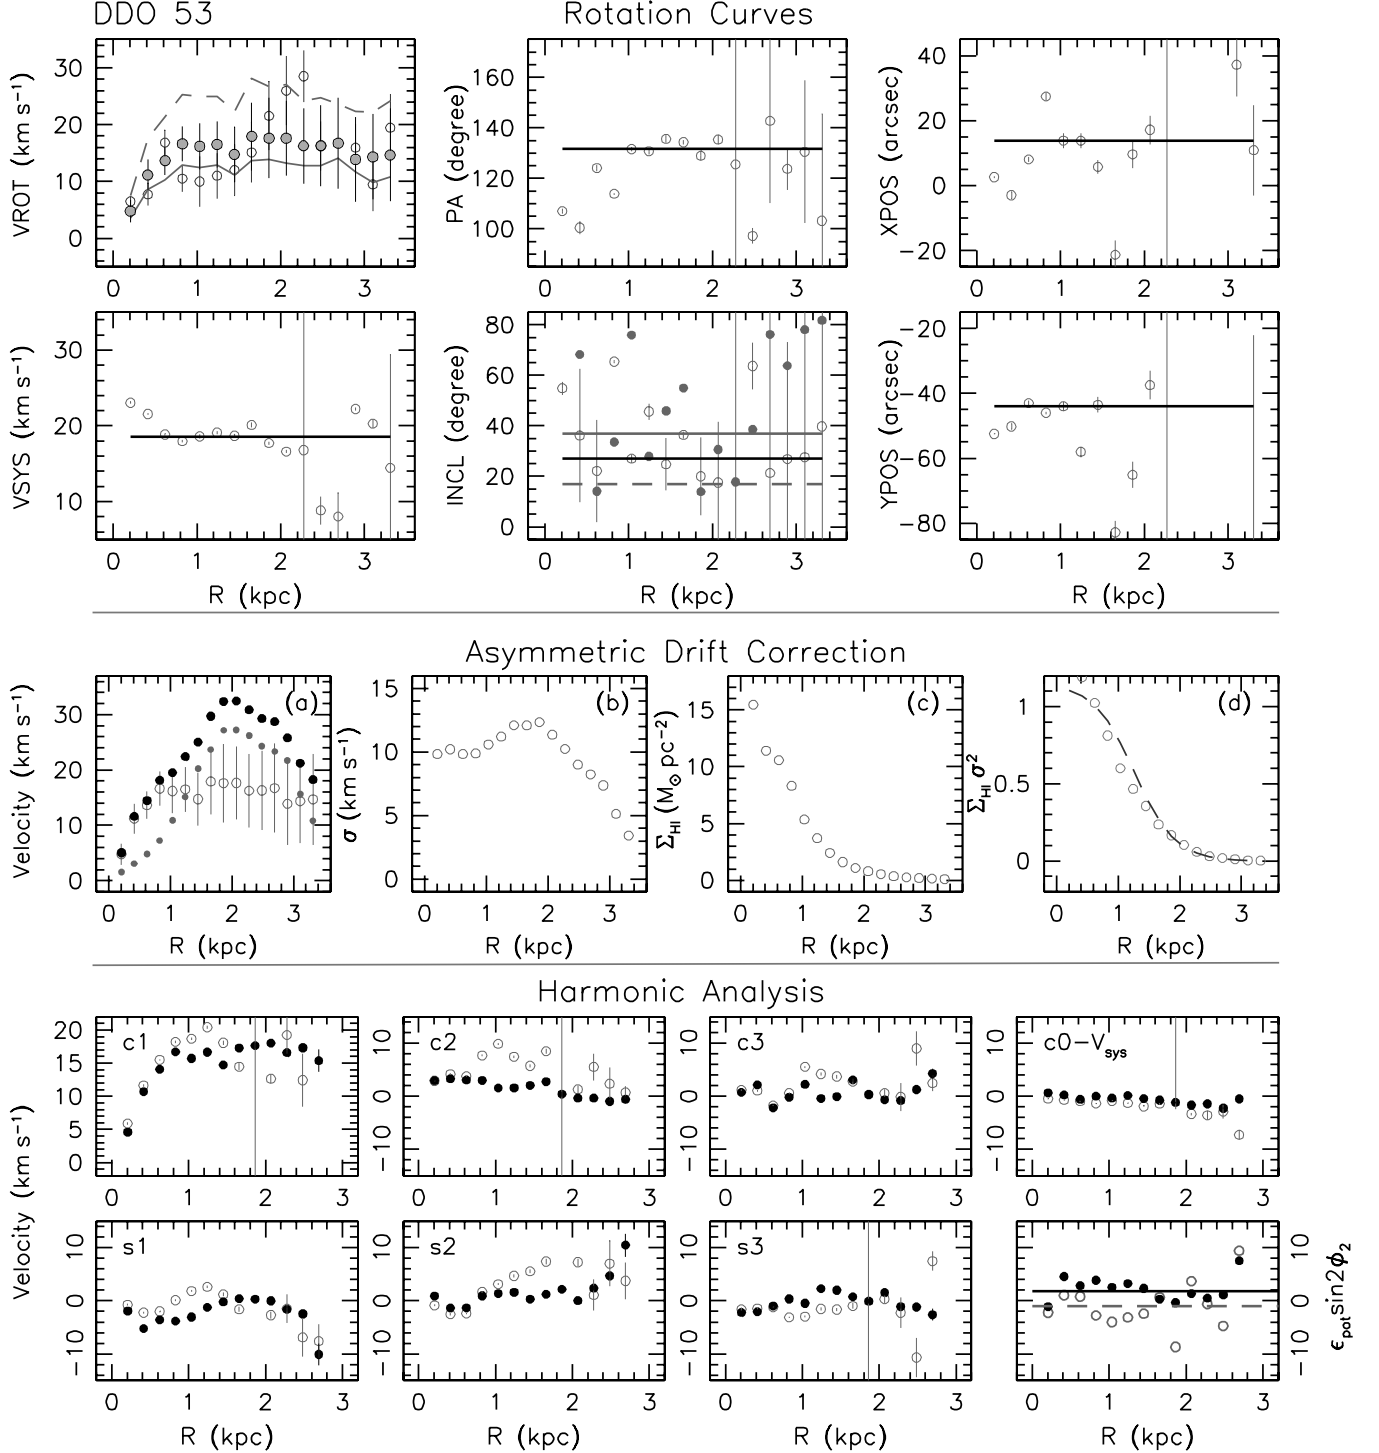 DDO 53 Rotation Curves
VROT (km s⁻¹) 30 20 10 0
PA (degree) 160 140 120 100
XPOS (arcsec) 40 20 0 −20
0 1 2 3 0 1 2 3 0 1 2 3
VSYS (km s⁻¹) 30 20 10
INCL (degree) 80 60 40 20 0
YPOS (arcsec) −20 −40 −60 −80
0 1 2 3 0 1 2 3 0 1 2 3
R (kpc) R (kpc) R (kpc)
Asymmetric Drift Correction
Velocity (km s⁻¹) 30 20 10 0 (a)
σ (km s⁻¹) 15 10 5 0 (b)
Σ_HI (M_⊙ pc⁻²) 15 10 5 0 (c)
Σ_HI σ² 1 0.5 0 (d)
0 1 2 3 0 1 2 3 0 1 2 3 0 1 2 3
R (kpc) R (kpc) R (kpc) R (kpc)
Harmonic Analysis
Velocity (km s⁻¹)
20 15 10 5 0 c1
10 0 −10 c2
10 0 −10 c3
10 0 −10 c0−V_sys
0 1 2 3 0 1 2 3 0 1 2 3 0 1 2 3
10 0 −10 s1
10 0 −10 s2
10 0 −10 s3
10 0 −10 ϵ_pot sin2ϕ₂
0 1 2 3 0 1 2 3 0 1 2 3 0 1 2 3
R (kpc) R (kpc) R (kpc) R (kpc)